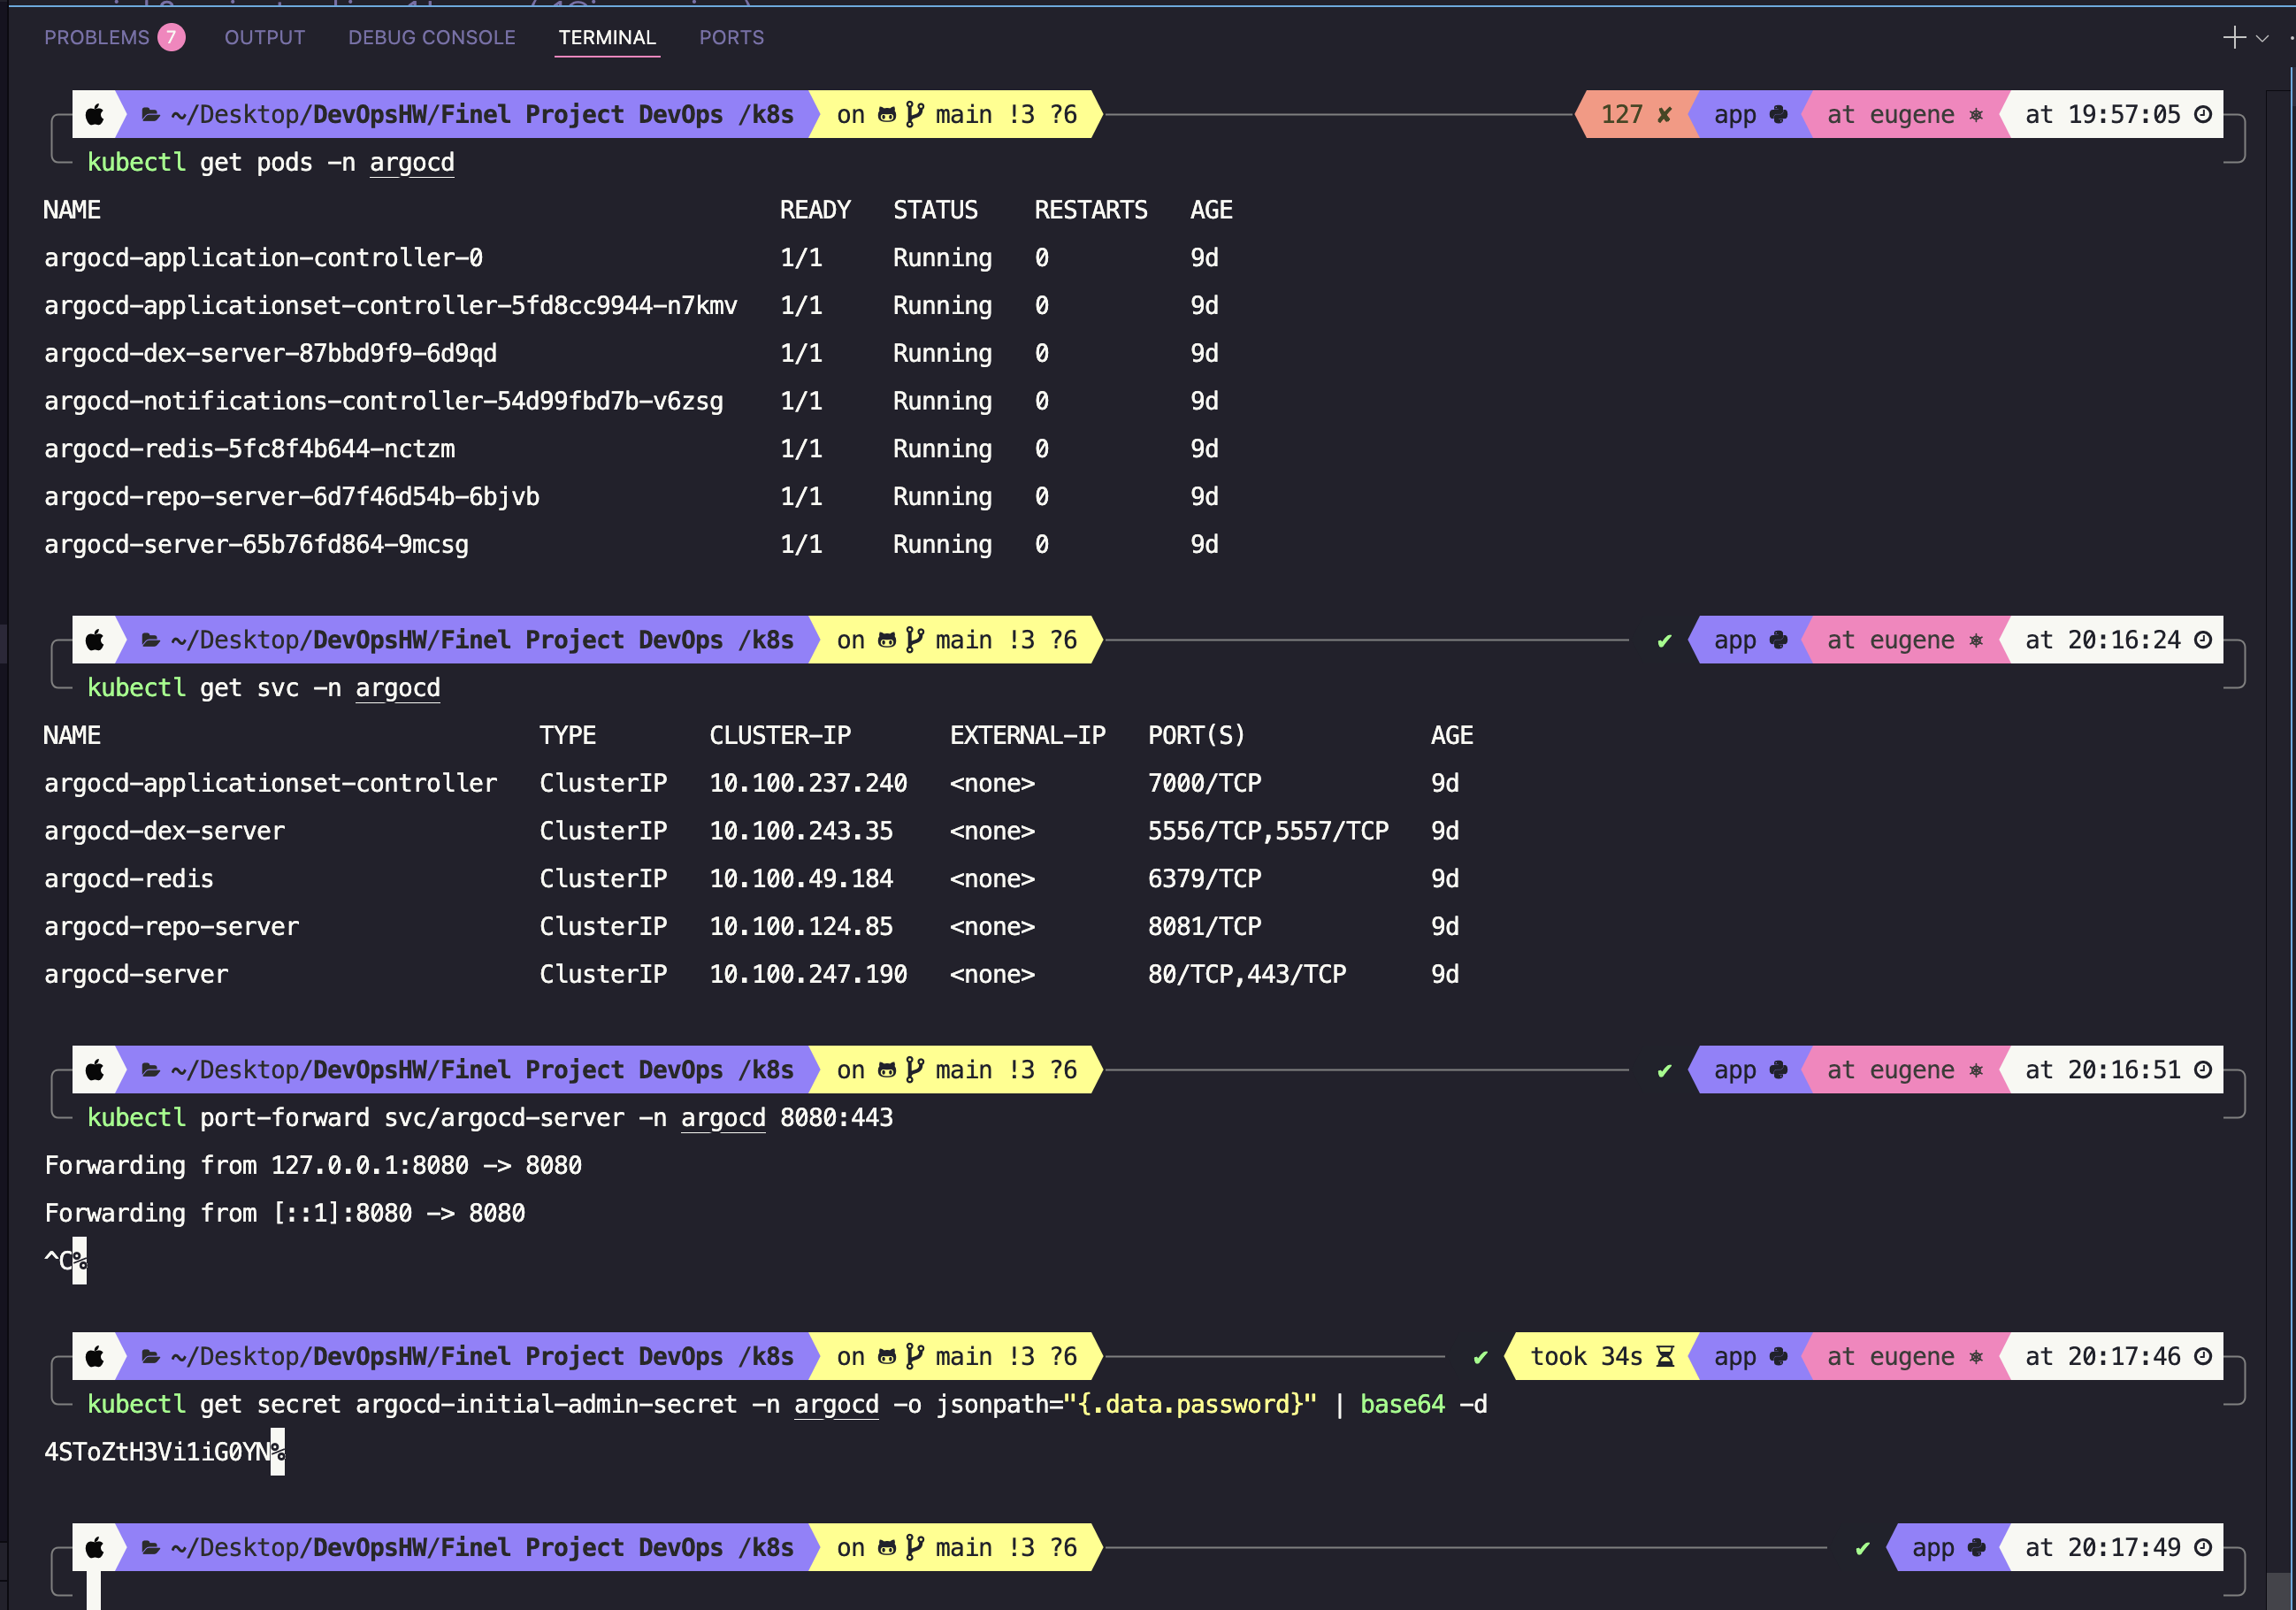 PROBLEMS 7 OUTPUT DEBUG CONSOLE TERMINAL PORTS
~/Desktop/DevOpsHW/Finel Project DevOps /k8s on main !3 ?6 127 ✘ app at eugene at 19:57:05
kubectl get pods -n argocd
NAME READY STATUS RESTARTS AGE
argocd-application-controller-0 1/1 Running 0 9d
argocd-applicationset-controller-5fd8cc9944-n7kmv 1/1 Running 0 9d
argocd-dex-server-87bbd9f9-6d9qd 1/1 Running 0 9d
argocd-notifications-controller-54d99fbd7b-v6zsg 1/1 Running 0 9d
argocd-redis-5fc8f4b644-nctzm 1/1 Running 0 9d
argocd-repo-server-6d7f46d54b-6bjvb 1/1 Running 0 9d
argocd-server-65b76fd864-9mcsg 1/1 Running 0 9d
~/Desktop/DevOpsHW/Finel Project DevOps /k8s on main !3 ?6 ✔ app at eugene at 20:16:24
kubectl get svc -n argocd
NAME TYPE CLUSTER-IP EXTERNAL-IP PORT(S) AGE
argocd-applicationset-controller ClusterIP 10.100.237.240 <none> 7000/TCP 9d
argocd-dex-server ClusterIP 10.100.243.35 <none> 5556/TCP,5557/TCP 9d
argocd-redis ClusterIP 10.100.49.184 <none> 6379/TCP 9d
argocd-repo-server ClusterIP 10.100.124.85 <none> 8081/TCP 9d
argocd-server ClusterIP 10.100.247.190 <none> 80/TCP,443/TCP 9d
~/Desktop/DevOpsHW/Finel Project DevOps /k8s on main !3 ?6 ✔ app at eugene at 20:16:51
kubectl port-forward svc/argocd-server -n argocd 8080:443
Forwarding from 127.0.0.1:8080 -> 8080
Forwarding from [::1]:8080 -> 8080
^C%
~/Desktop/DevOpsHW/Finel Project DevOps /k8s on main !3 ?6 ✔ took 34s app at eugene at 20:17:46
kubectl get secret argocd-initial-admin-secret -n argocd -o jsonpath="{.data.password}" | base64 -d
4SToZtH3Vi1iG0YN%
~/Desktop/DevOpsHW/Finel Project DevOps /k8s on main !3 ?6 ✔ app at 20:17:49